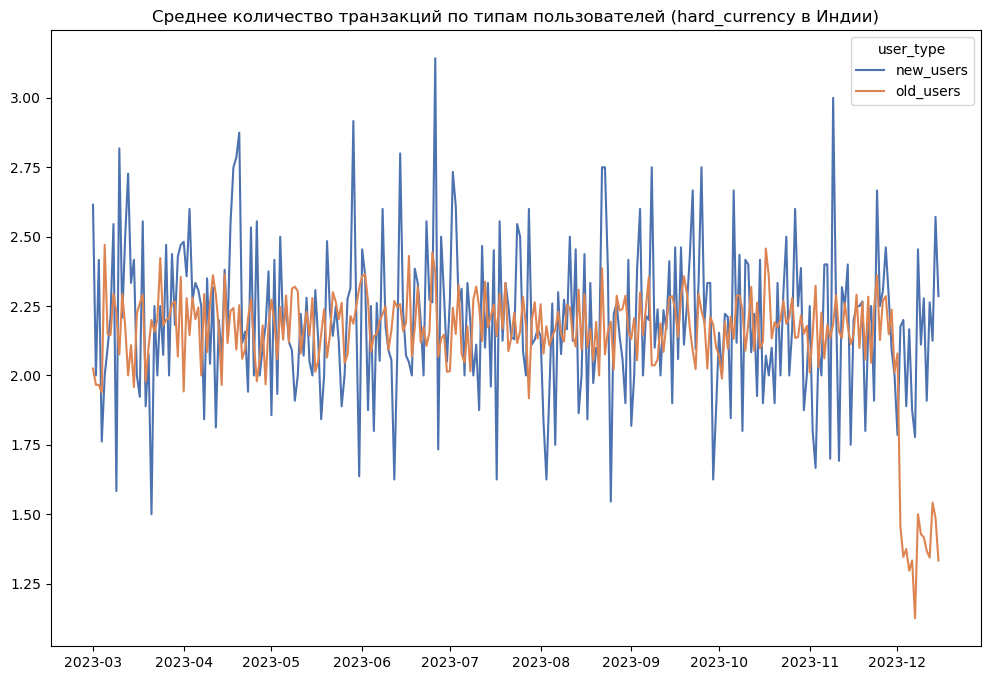 Среднее количество транзакций по типам пользователей (hard_currency в Индии)
user_type
new_users
old_users
3.00
2.75
2.50
2.25
2.00
1.75
1.50
1.25
2023-03 2023-04 2023-05 2023-06 2023-07 2023-08 2023-09 2023-10 2023-11 2023-12